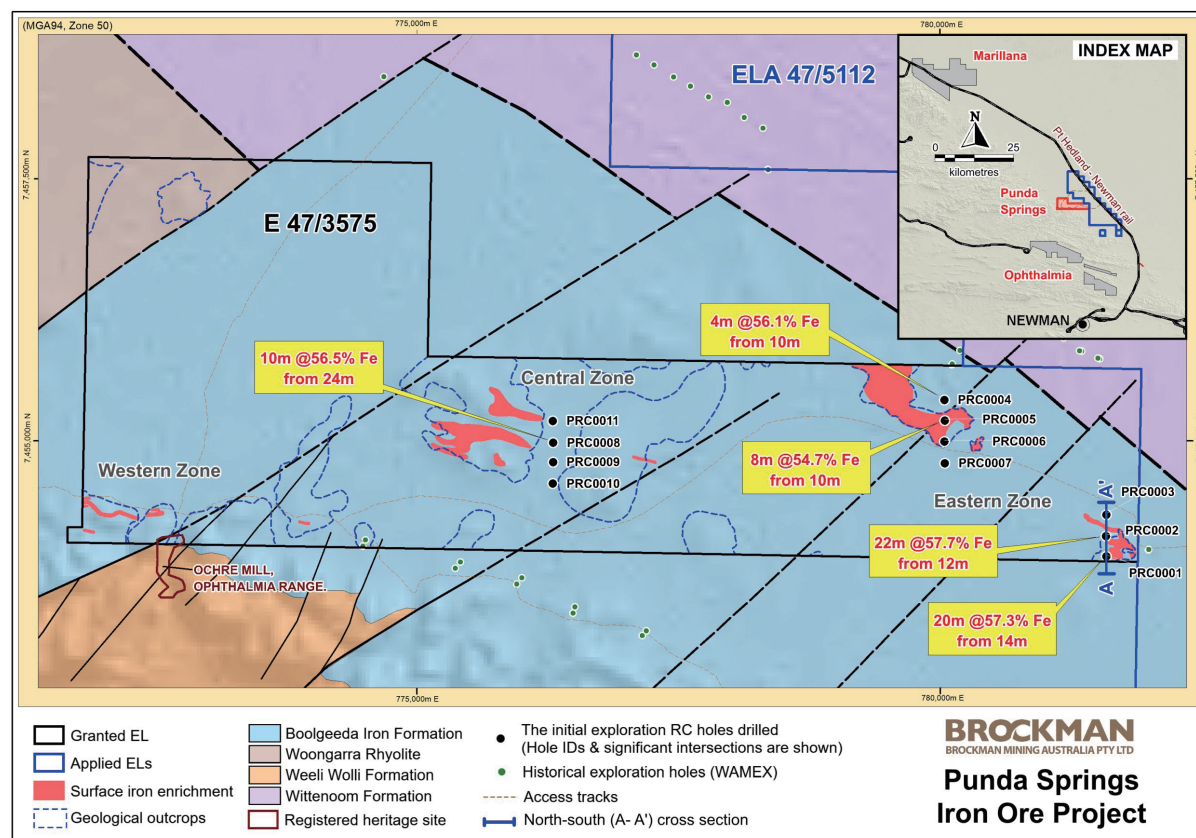 (MGA94, Zone 50)
775,000m E
780,000m E
7,457,500m N
7,455,000m N
ELA 47/5112
E 47/3575
INDEX MAP
Marillana
N
0 25
kilometres
Pt Hedland - Newman rail
Punda
Springs
Ophthalmia
NEWMAN
4m @56.1% Fe
from 10m
10m @56.5% Fe
from 24m
Central Zone
PRC0011
PRC0008
PRC0009
PRC0010
PRC0004
PRC0005
PRC0006
PRC0007
8m @54.7% Fe
from 10m
Western Zone
Eastern Zone
A'
PRC0003
PRC0002
PRC0001
A
22m @57.7% Fe
from 12m
20m @57.3% Fe
from 14m
OCHRE MILL,
OPHTHALMIA RANGE.
775,000m E
780,000m E
Granted EL
Applied ELs
Surface iron enrichment
Geological outcrops
Boolgeeda Iron Formation
Woongarra Rhyolite
Weeli Wolli Formation
Wittenoom Formation
Registered heritage site
The initial exploration RC holes drilled
(Hole IDs & significant intersections are shown)
Historical exploration holes (WAMEX)
Access tracks
North-south (A- A') cross section
BROCKMAN
BROCKMAN MINING AUSTRALIA PTY LTD
Punda Springs
Iron Ore Project